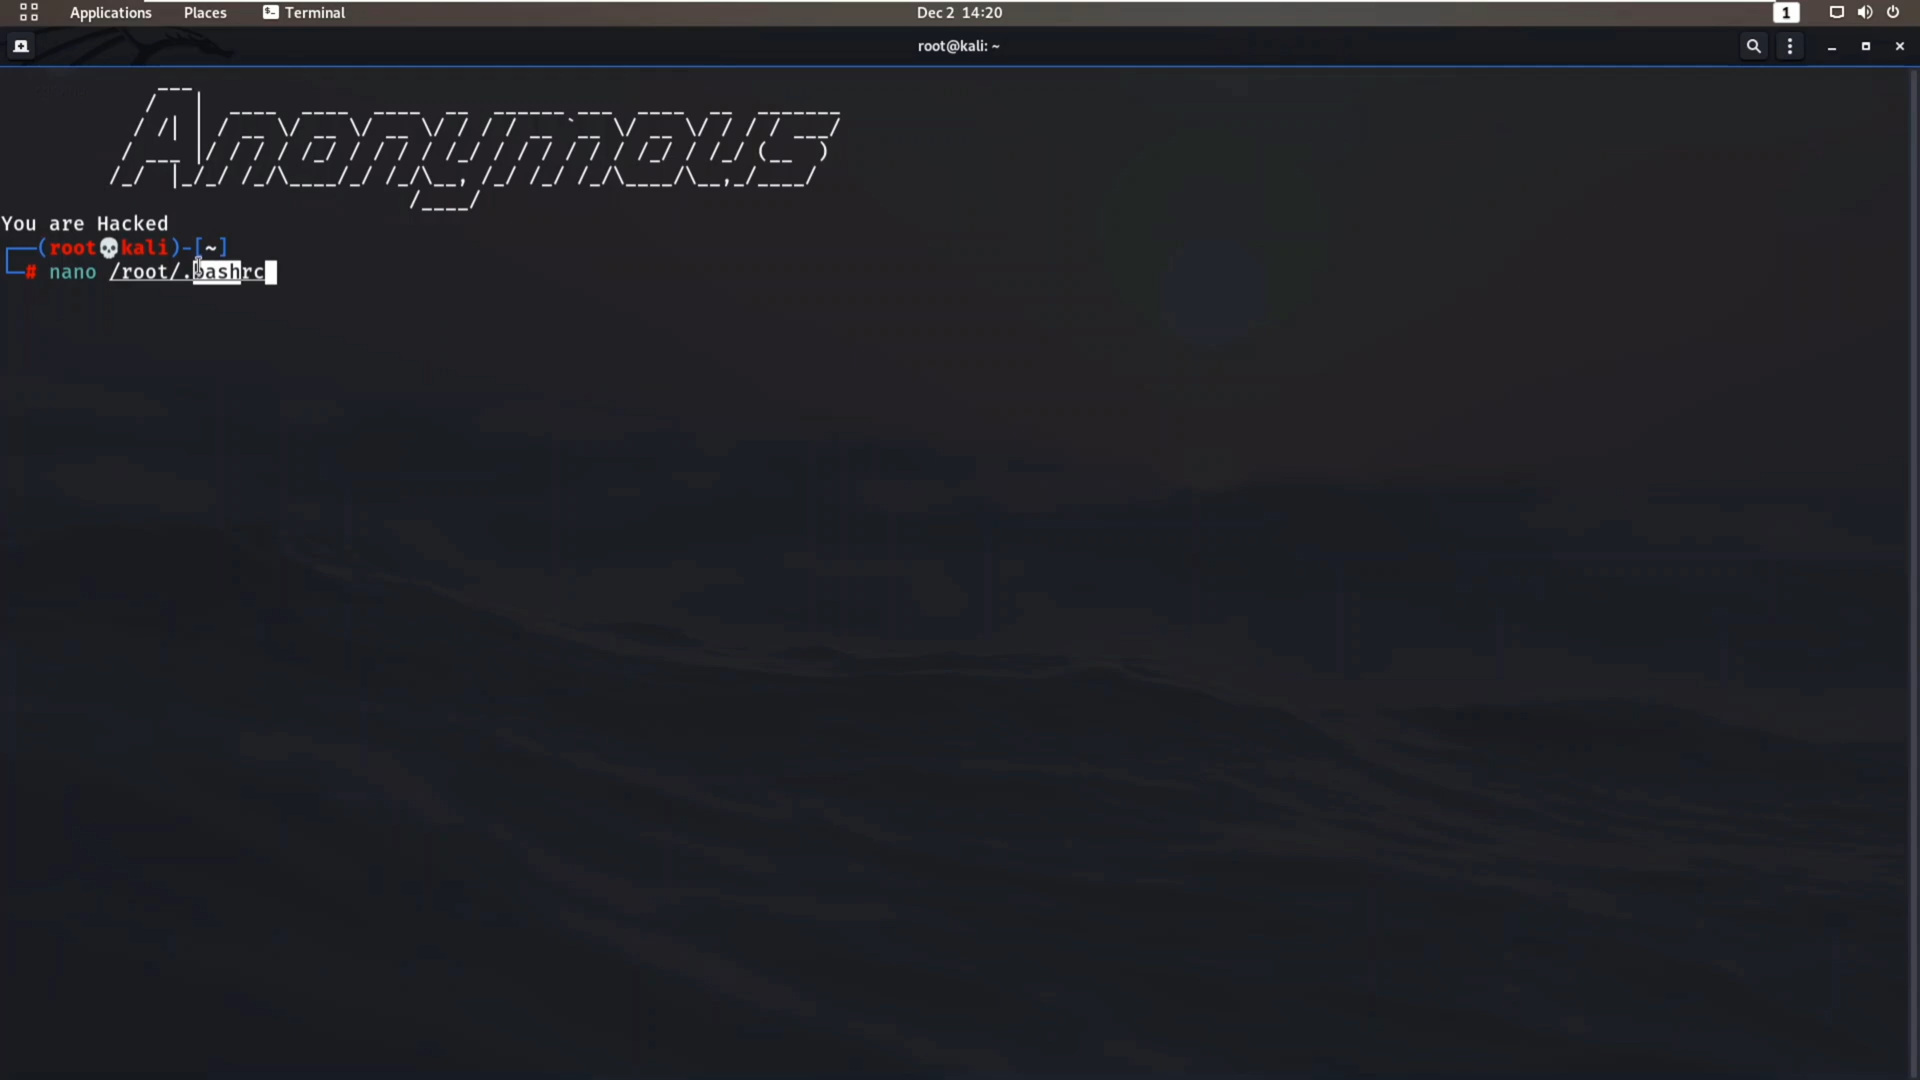 Applications Places Terminal Dec 2 14:20 1
root@kali: ~
Anonymous
You are Hacked
┌──(root💀kali)-[~]
└─# nano /root/.bashrc